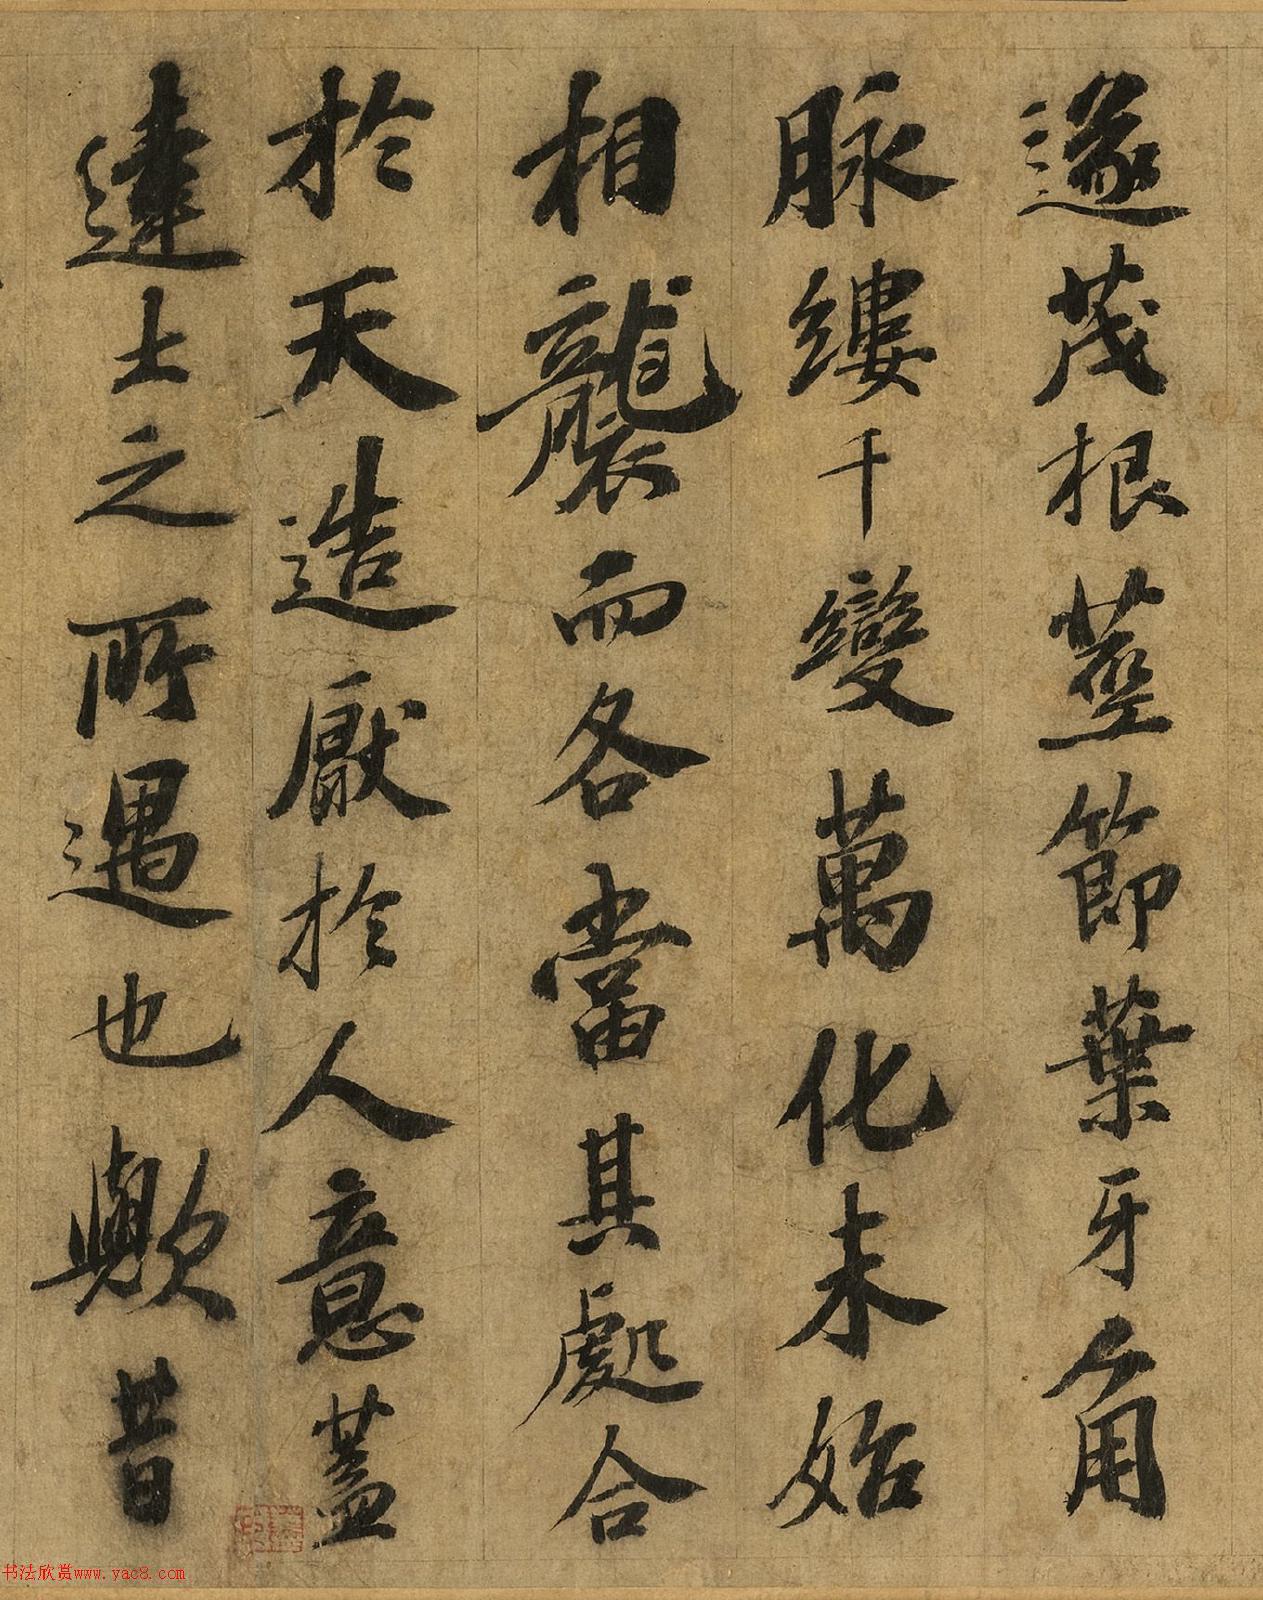 遂茂根莖節葉牙角
脉縷千變萬化未始
相襲而各當其處合
於天造厭於人意蓋
達士之所遇也歟昔
书法欣赏www.yac8.com